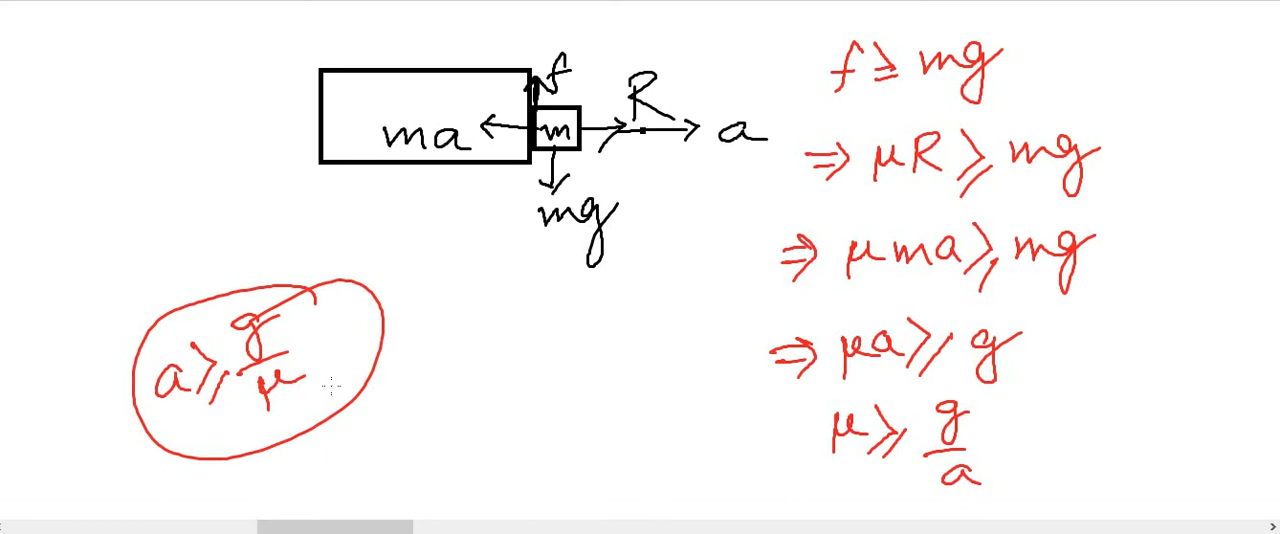 f
R
ma
m
a
mg
f ≥ mg
⇒ μR ≥ mg
⇒ μma ≥ mg
⇒ μa ≥ g
μ ≥ g/a
a ≥ g/μ